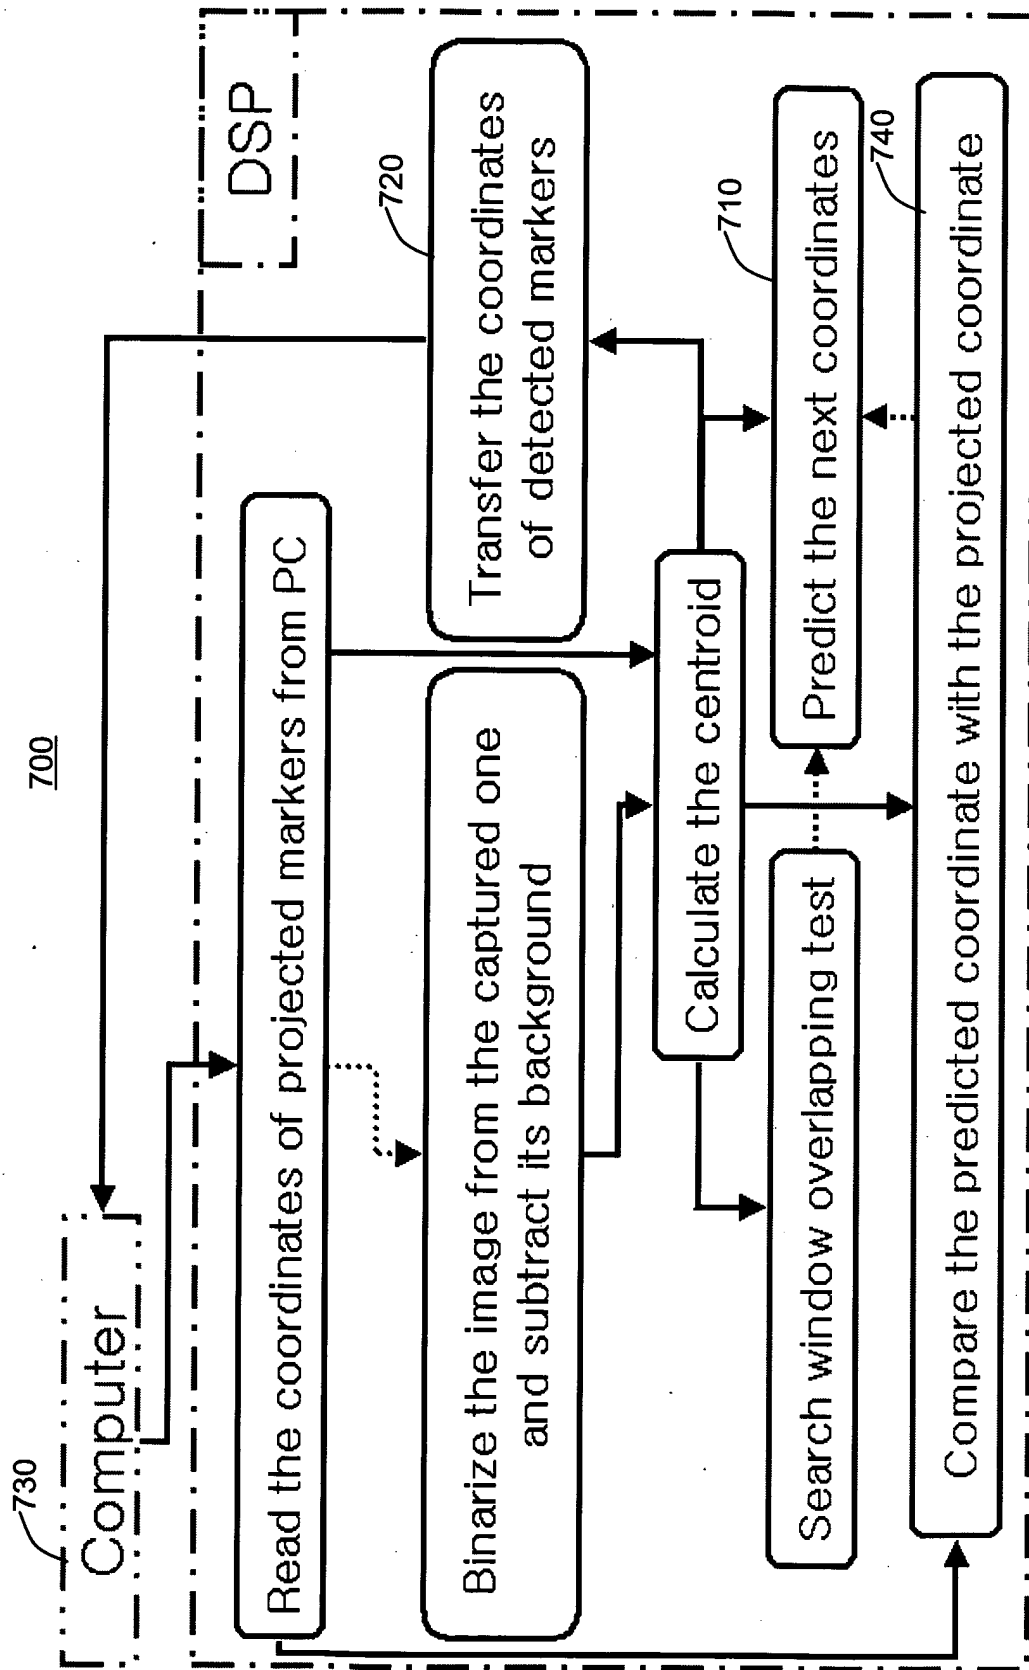 700
730
Computer
DSP
Read the coordinates of projected markers from PC
720
Transfer the coordinates
of detected markers
Binarize the image from the captured one
and subtract its background
Calculate the centroid
710
Predict the next coordinates
Search window overlapping test
740
Compare the predicted coordinate with the projected coordinate